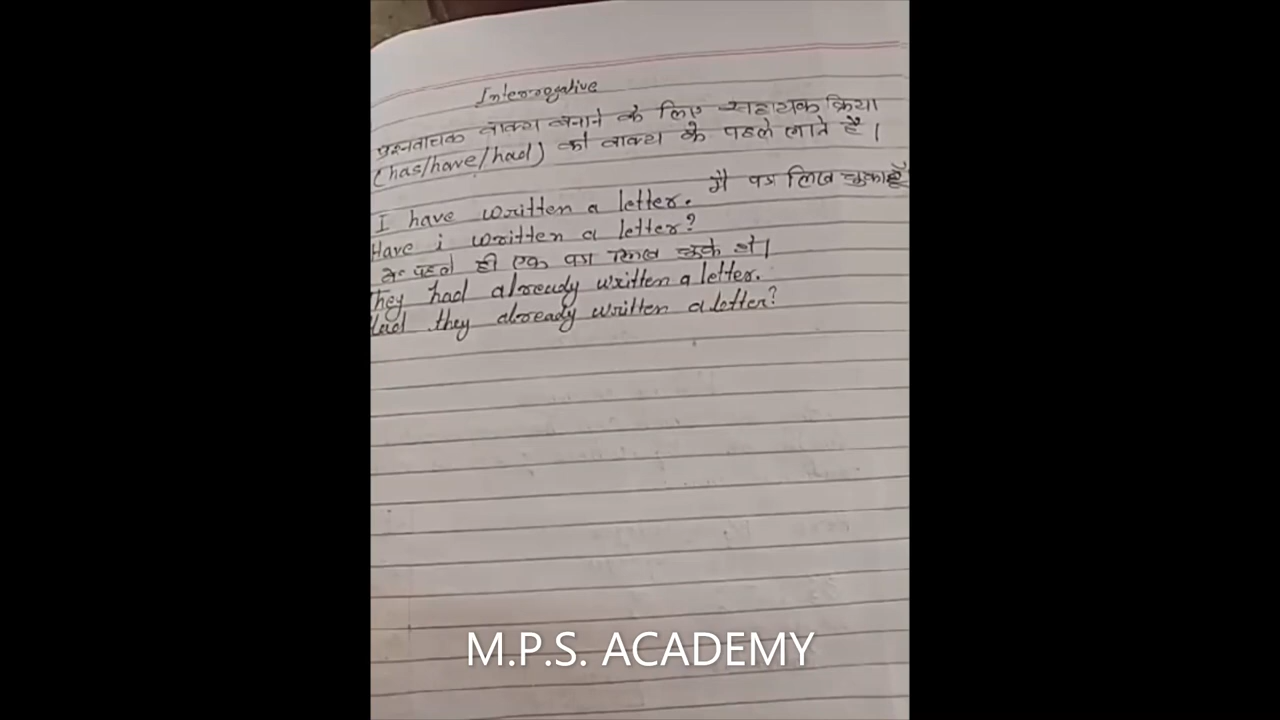 Interrogative
प्रश्नवाचक वाक्य बनाने के लिए सहायक क्रिया
(has/have/had) को वाक्य के पहले लाते है।
I have written a letter. मै पत्र लिख चुका हूँ
Have i written a letter?
वे पहले ही एक पत्र लिख चुके थे।
They had already written a letter.
Had they already written a letter?
M.P.S. ACADEMY